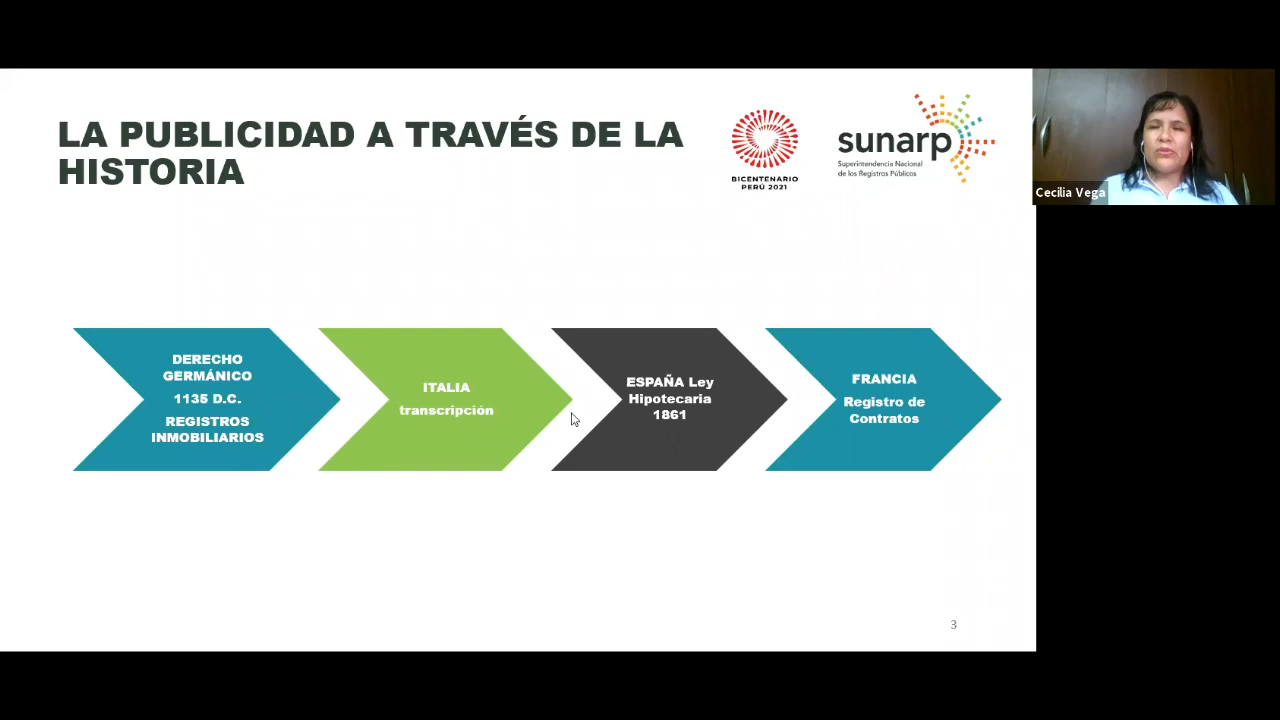 LA PUBLICIDAD A TRAVÉS DE LA
HISTORIA
BICENTENARIO
PERÚ 2021
sunarp
Superintendencia Nacional
de los Registros Públicos
Cecilia Vega
DERECHO
GERMÁNICO
1135 D.C.
REGISTROS
INMOBILIARIOS
ITALIA
transcripción
ESPAÑA Ley
Hipotecaria
1861
FRANCIA
Registro de
Contratos
3